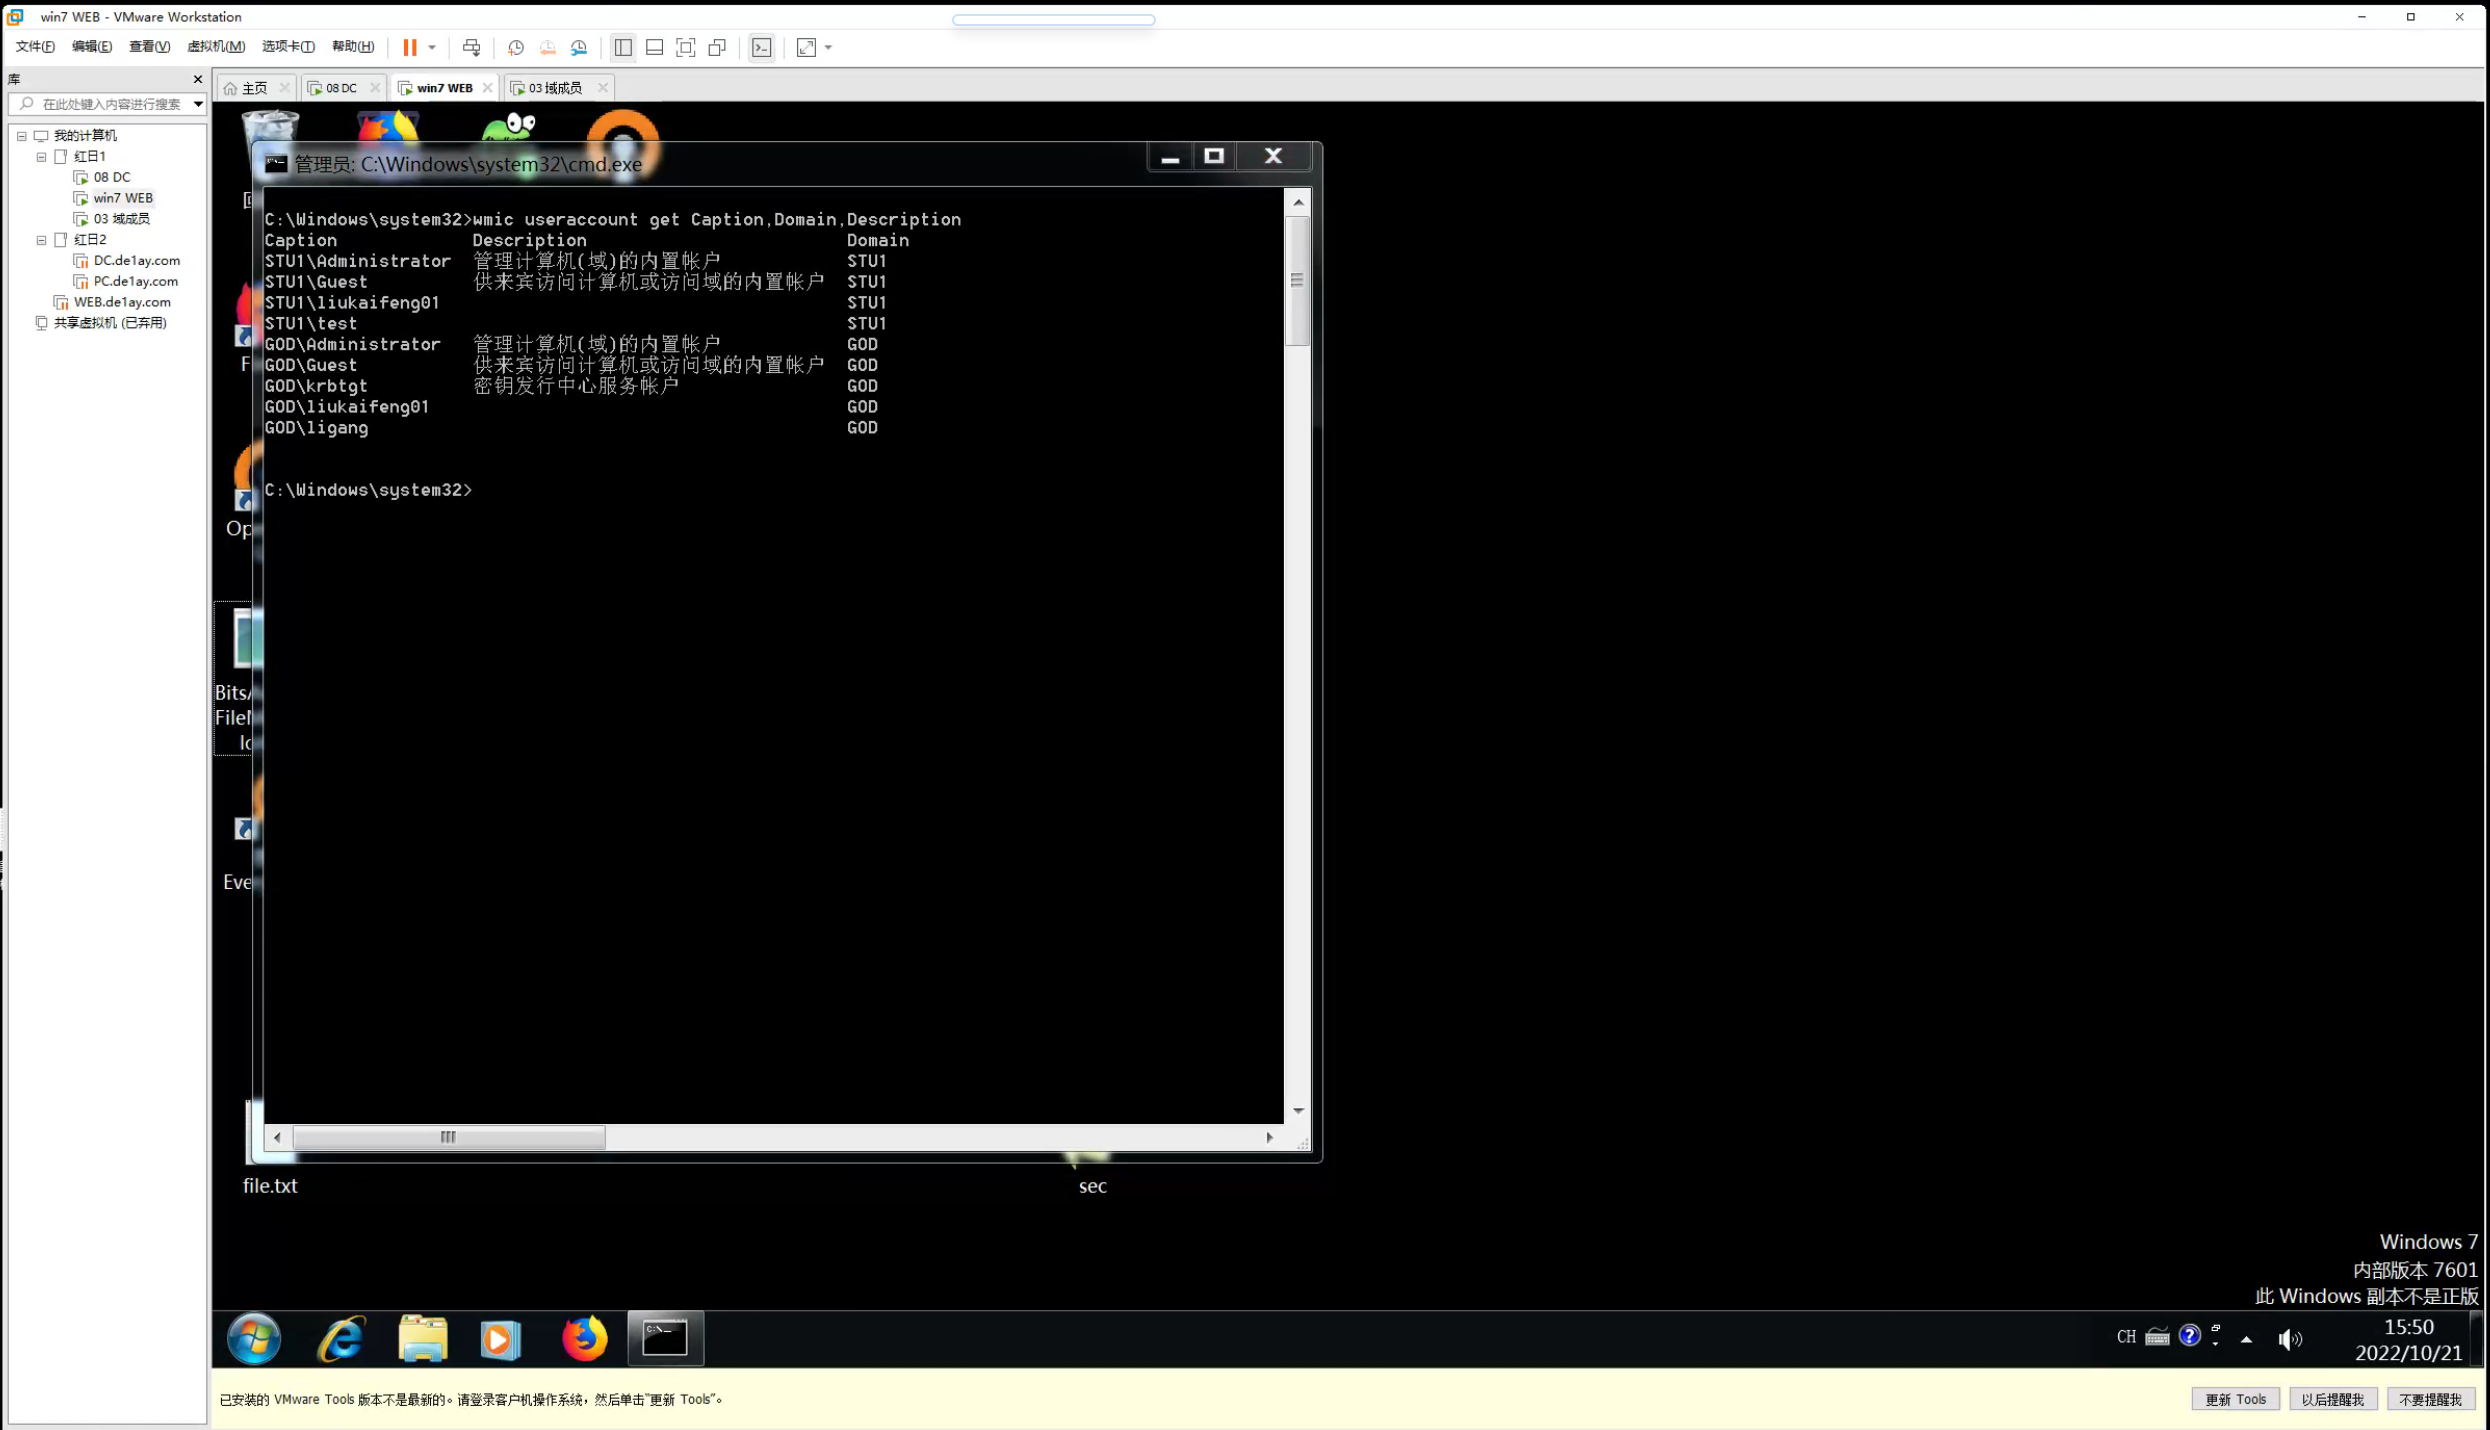 win7 WEB - VMware Workstation
文件(F) 编辑(E) 查看(V) 虚拟机(M) 选项卡(T) 帮助(H)
库
在此处键入内容进行搜索
我的计算机
红日1
08 DC
win7 WEB
03 域成员
红日2
DC.de1ay.com
PC.de1ay.com
WEB.de1ay.com
共享虚拟机 (已弃用)
主页 08 DC win7 WEB 03 域成员
管理员: C:\Windows\system32\cmd.exe
C:\Windows\system32>wmic useraccount get Caption,Domain,Description
Caption Description Domain
STU1\Administrator 管理计算机(域)的内置帐户 STU1
STU1\Guest 供来宾访问计算机或访问域的内置帐户 STU1
STU1\liukaifeng01 STU1
STU1\test STU1
GOD\Administrator 管理计算机(域)的内置帐户 GOD
GOD\Guest 供来宾访问计算机或访问域的内置帐户 GOD
GOD\krbtgt 密钥发行中心服务帐户 GOD
GOD\liukaifeng01 GOD
GOD\ligang GOD
C:\Windows\system32>
F
Op
Bits
File
Eve
file.txt
sec
Windows 7
内部版本 7601
此 Windows 副本不是正版
CH
15:50
2022/10/21
已安装的 VMware Tools 版本不是最新的。请登录客户机操作系统，然后单击“更新 Tools”。
更新 Tools 以后提醒我 不要提醒我